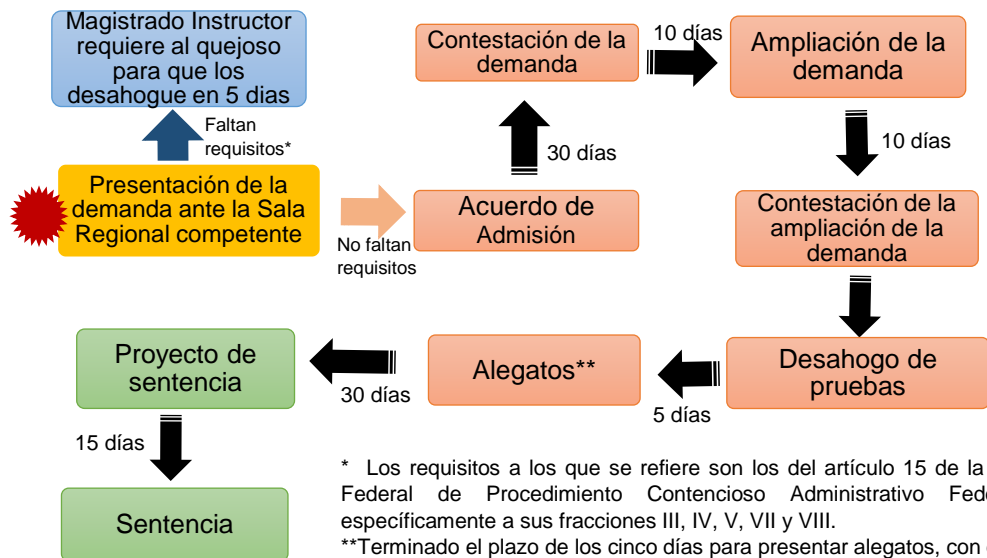 Magistrado Instructor
requiere al quejoso
para que los
desahogue en 5 dias
Faltan
requisitos*
Presentación de la
demanda ante la Sala
Regional competente
No faltan
requisitos
Acuerdo de
Admisión
30 días
Contestación de la
demanda
10 días
Ampliación de la
demanda
10 días
Contestación de la
ampliación de la
demanda
Desahogo de
pruebas
5 días
Alegatos**
30 días
Proyecto de
sentencia
15 días
Sentencia
* Los requisitos a los que se refiere son los del artículo 15 de la
Federal de Procedimiento Contencioso Administrativo
específicamente a sus fracciones III, IV, V, VII y VIII.
**Terminado el plazo de los cinco días para presentar alegatos, con